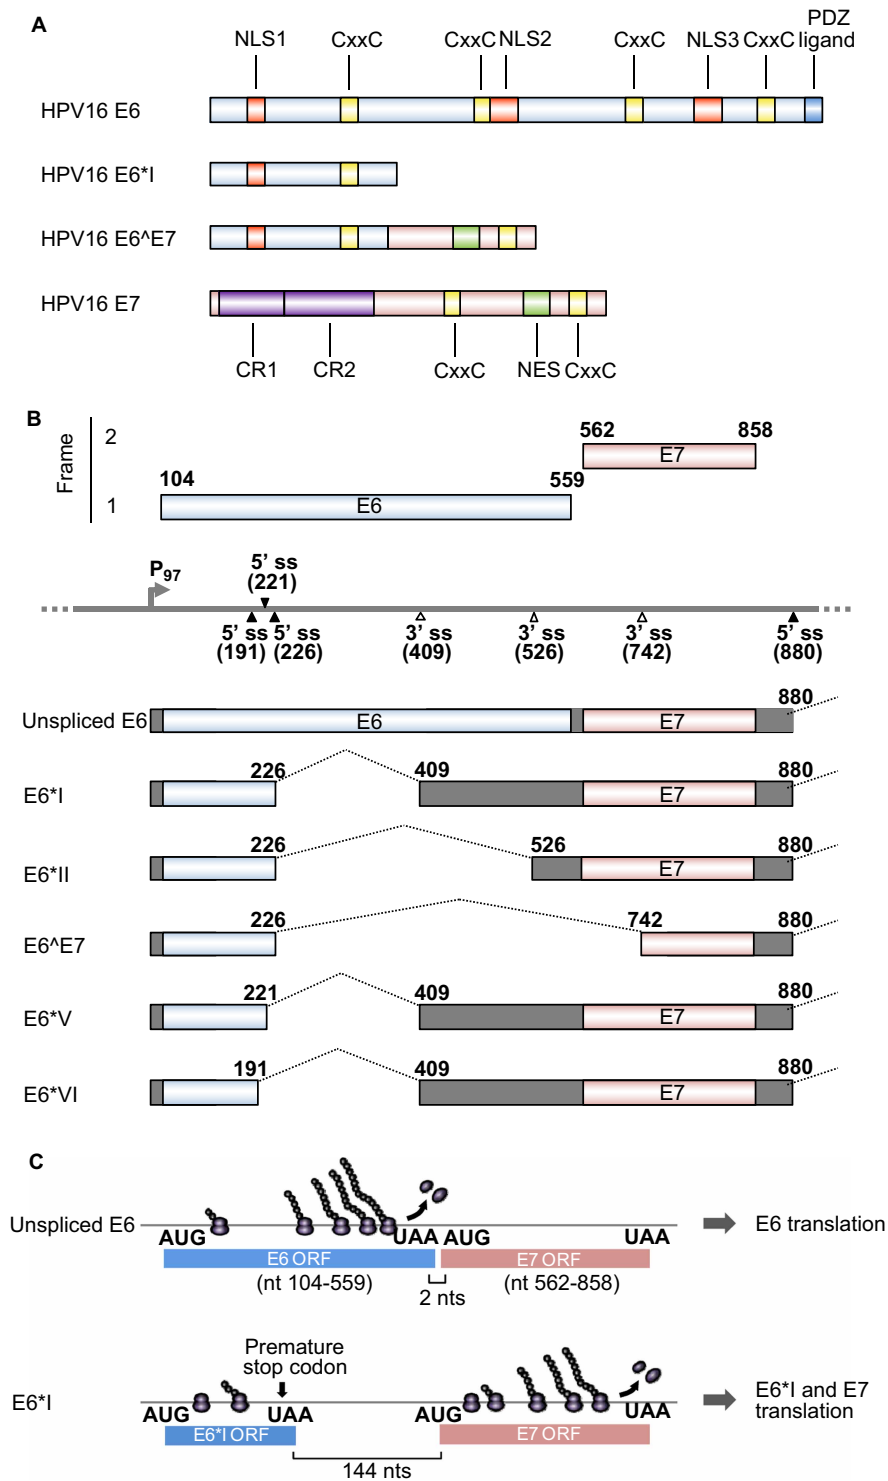 A
NLS1 CxxC CxxC NLS2 CxxC NLS3 CxxC PDZ ligand
HPV16 E6
HPV16 E6*I
HPV16 E6^E7
HPV16 E7
CR1 CR2 CxxC NES CxxC
B
Frame
2
562 858
E7
104 559
1
E6
P97
5’ ss
(221)
5’ ss 5’ ss 3’ ss 3’ ss 3’ ss 5’ ss
(191) (226) (409) (526) (742) (880)
880
Unspliced E6 E6 E7
226 409 880
E6*I E7
226 526 880
E6*II E7
226 742 880
E6^E7
221 409 880
E6*V E7
191 409 880
E6*VI E7
C
Unspliced E6 E6 translation
AUG UAA AUG UAA
E6 ORF E7 ORF
(nt 104-559) (nt 562-858)
2 nts
Premature
stop codon
E6*I E6*I and E7
translation
AUG UAA AUG UAA
E6*I ORF E7 ORF
144 nts